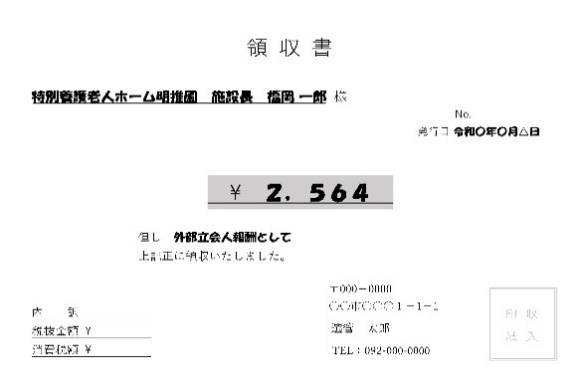 領収書
特別養護老人ホーム明推園 施設長 福岡 一郎 様
No.
発行日 令和〇年〇月△日
¥ 2,564
但し 外部立会人報酬として
上記正に領収いたしました。
〒000-0000
〇〇市〇〇〇1-1-1
選管 太郎
TEL:092-000-0000
内 訳
税抜金額 ¥
消費税額 ¥
収入
印紙